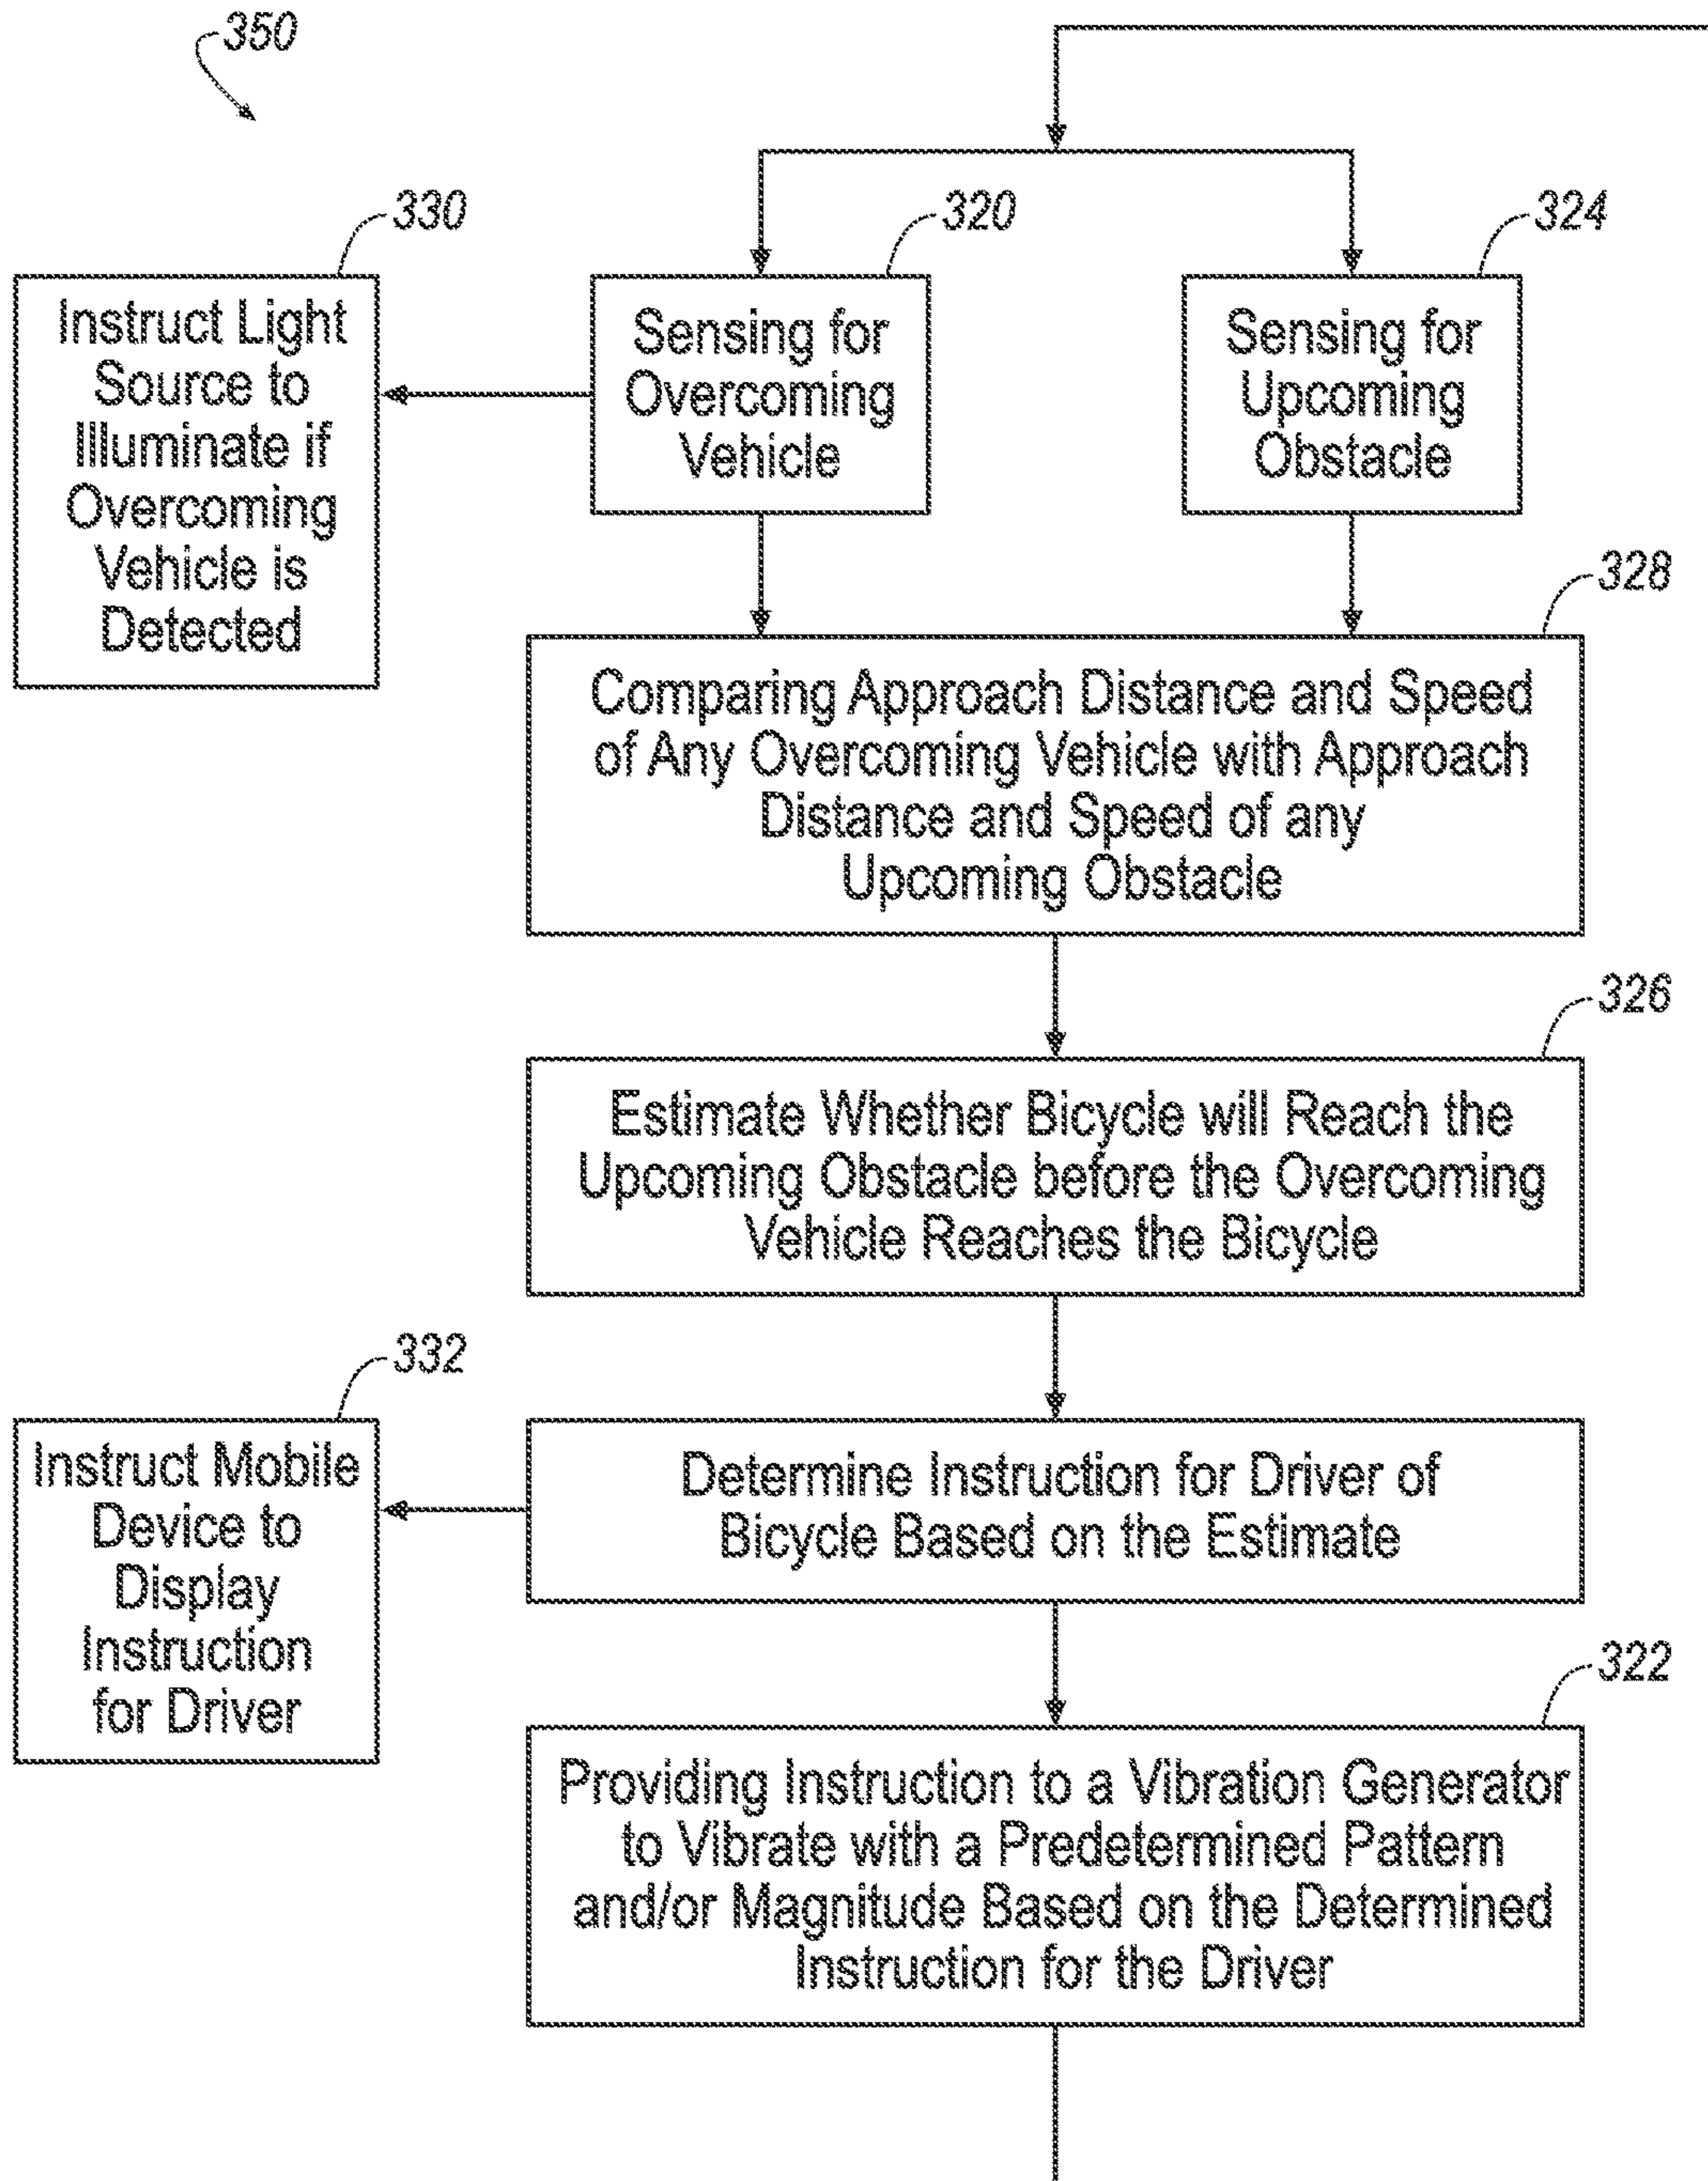 350
330
Instruct Light
Source to
Illuminate if
Overcoming
Vehicle is
Detected
320
Sensing for
Overcoming
Vehicle
324
Sensing for
Upcoming
Obstacle
328
Comparing Approach Distance and Speed
of Any Overcoming Vehicle with Approach
Distance and Speed of any
Upcoming Obstacle
326
Estimate Whether Bicycle will Reach the
Upcoming Obstacle before the Overcoming
Vehicle Reaches the Bicycle
332
Instruct Mobile
Device to
Display
Instruction
for Driver
Determine Instruction for Driver of
Bicycle Based on the Estimate
322
Providing Instruction to a Vibration Generator
to Vibrate with a Predetermined Pattern
and/or Magnitude Based on the Determined
Instruction for the Driver